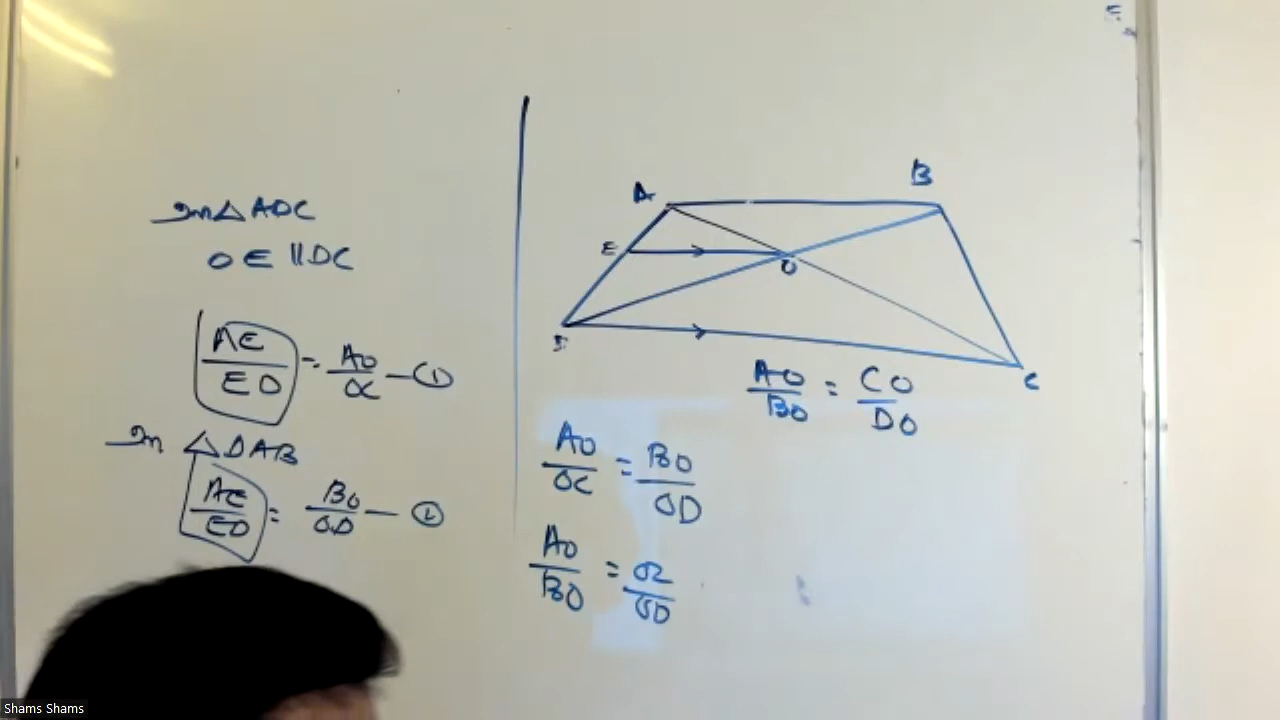 In △ ADC
OE || DC
AE/ED = AO/OC — ①
In △ DAB
AE/ED = BO/OD — ②
A
B
E
O
D
C
AO/BO = CO/DO
AO/OC = BO/OD
AO/BO = OC/OD
Shams Shams